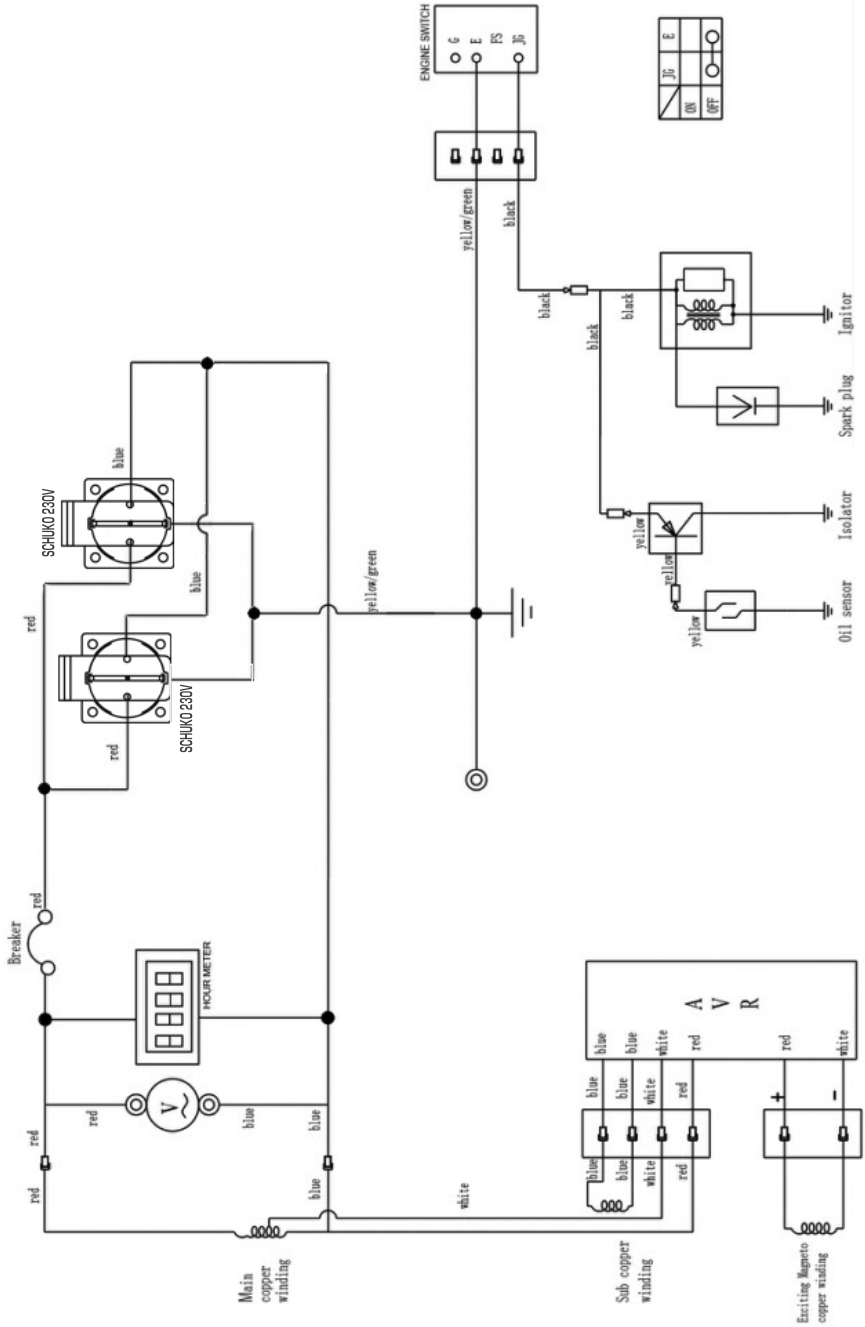 ENGINE SWITCH
G
E
FS
JG
JG
E
ON
OFF
yellow/green
black
black
black
black
Ignitor
Spark plug
Isolator
Oil sensor
yellow
yellow
yellow
SCHUKO 230V
SCHUKO 230V
blue
blue
red
red
yellow/green
Breaker
red
HOUR METER
V
red
blue
red
blue
red
blue
white
Main
copper
winding
Sub copper
winding
Exciting Magneto
copper winding
blue
blue
white
red
blue
blue
white
red
blue
blue
white
red
red
white
+
-
A V R